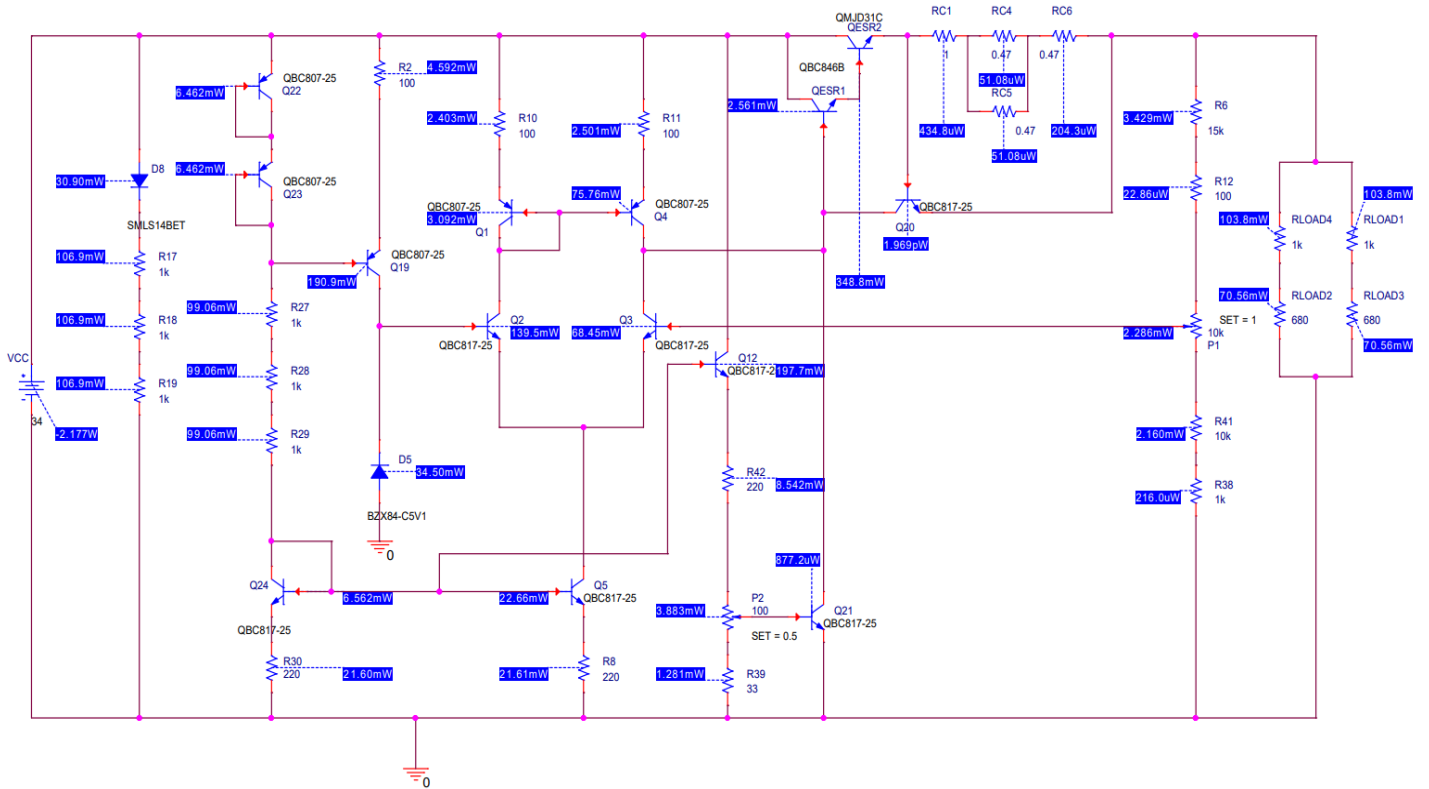 QMJD31C
QESR2
RC1
RC4
RC6
1
0.47
0.47
51.08uW
RC5
0.47
434.8uW
51.08uW
204.3uW
QBC846B
QESR1
2.561mW
QBC807-25
6.462mW
Q22
R2
4.592mW
100
2.403mW
R10
100
2.501mW
R11
100
3.429mW
R6
15k
D8
30.90mW
SMLS14BET
6.462mW
QBC807-25
Q23
22.86uW
R12
100
QBC807-25
3.092mW
Q1
75.76mW
QBC807-25
Q4
QBC817-25
Q20
1.969pW
103.8mW
RLOAD4
1k
103.8mW
RLOAD1
1k
106.9mW
R17
1k
QBC807-25
Q19
190.9mW
348.8mW
99.06mW
R27
1k
106.9mW
R18
1k
70.56mW
RLOAD2
680
RLOAD3
680
70.56mW
SET = 1
10k
P1
2.286mW
Q2
139.5mW
QBC817-25
68.45mW
Q3
QBC817-25
Q12
QBC817-2
197.7mW
VCC
34
-2.177W
99.06mW
R28
1k
106.9mW
R19
1k
99.06mW
R29
1k
2.160mW
R41
10k
D5
34.50mW
BZX84-C5V1
0
R42
220
8.542mW
216.0uW
R38
1k
877.2uW
Q24
6.562mW
QBC817-25
22.66mW
Q5
QBC817-25
3.883mW
P2
100
SET = 0.5
Q21
QBC817-25
R30
220
21.60mW
21.61mW
R8
220
1.281mW
R39
33
0